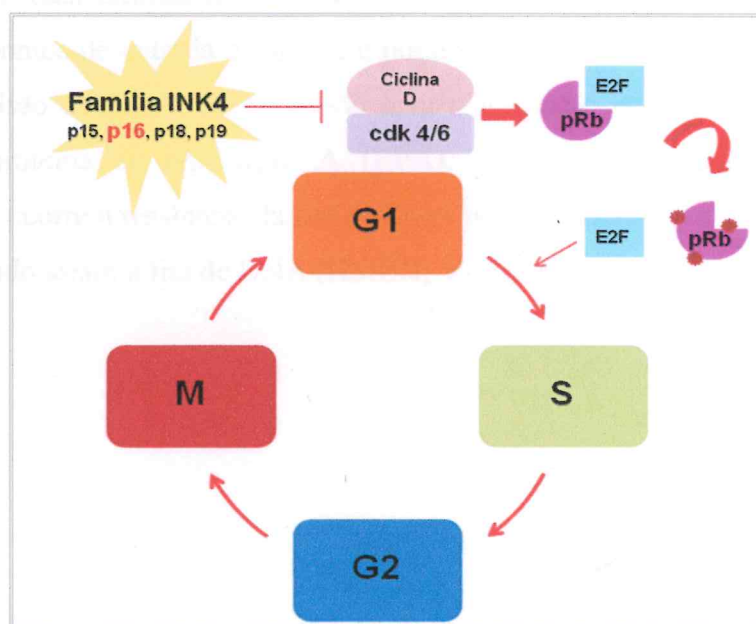 Família INK4
p15, p16, p18, p19
Ciclina
D
cdk 4/6
E2F
pRb
G1
E2F
pRb
M
S
G2